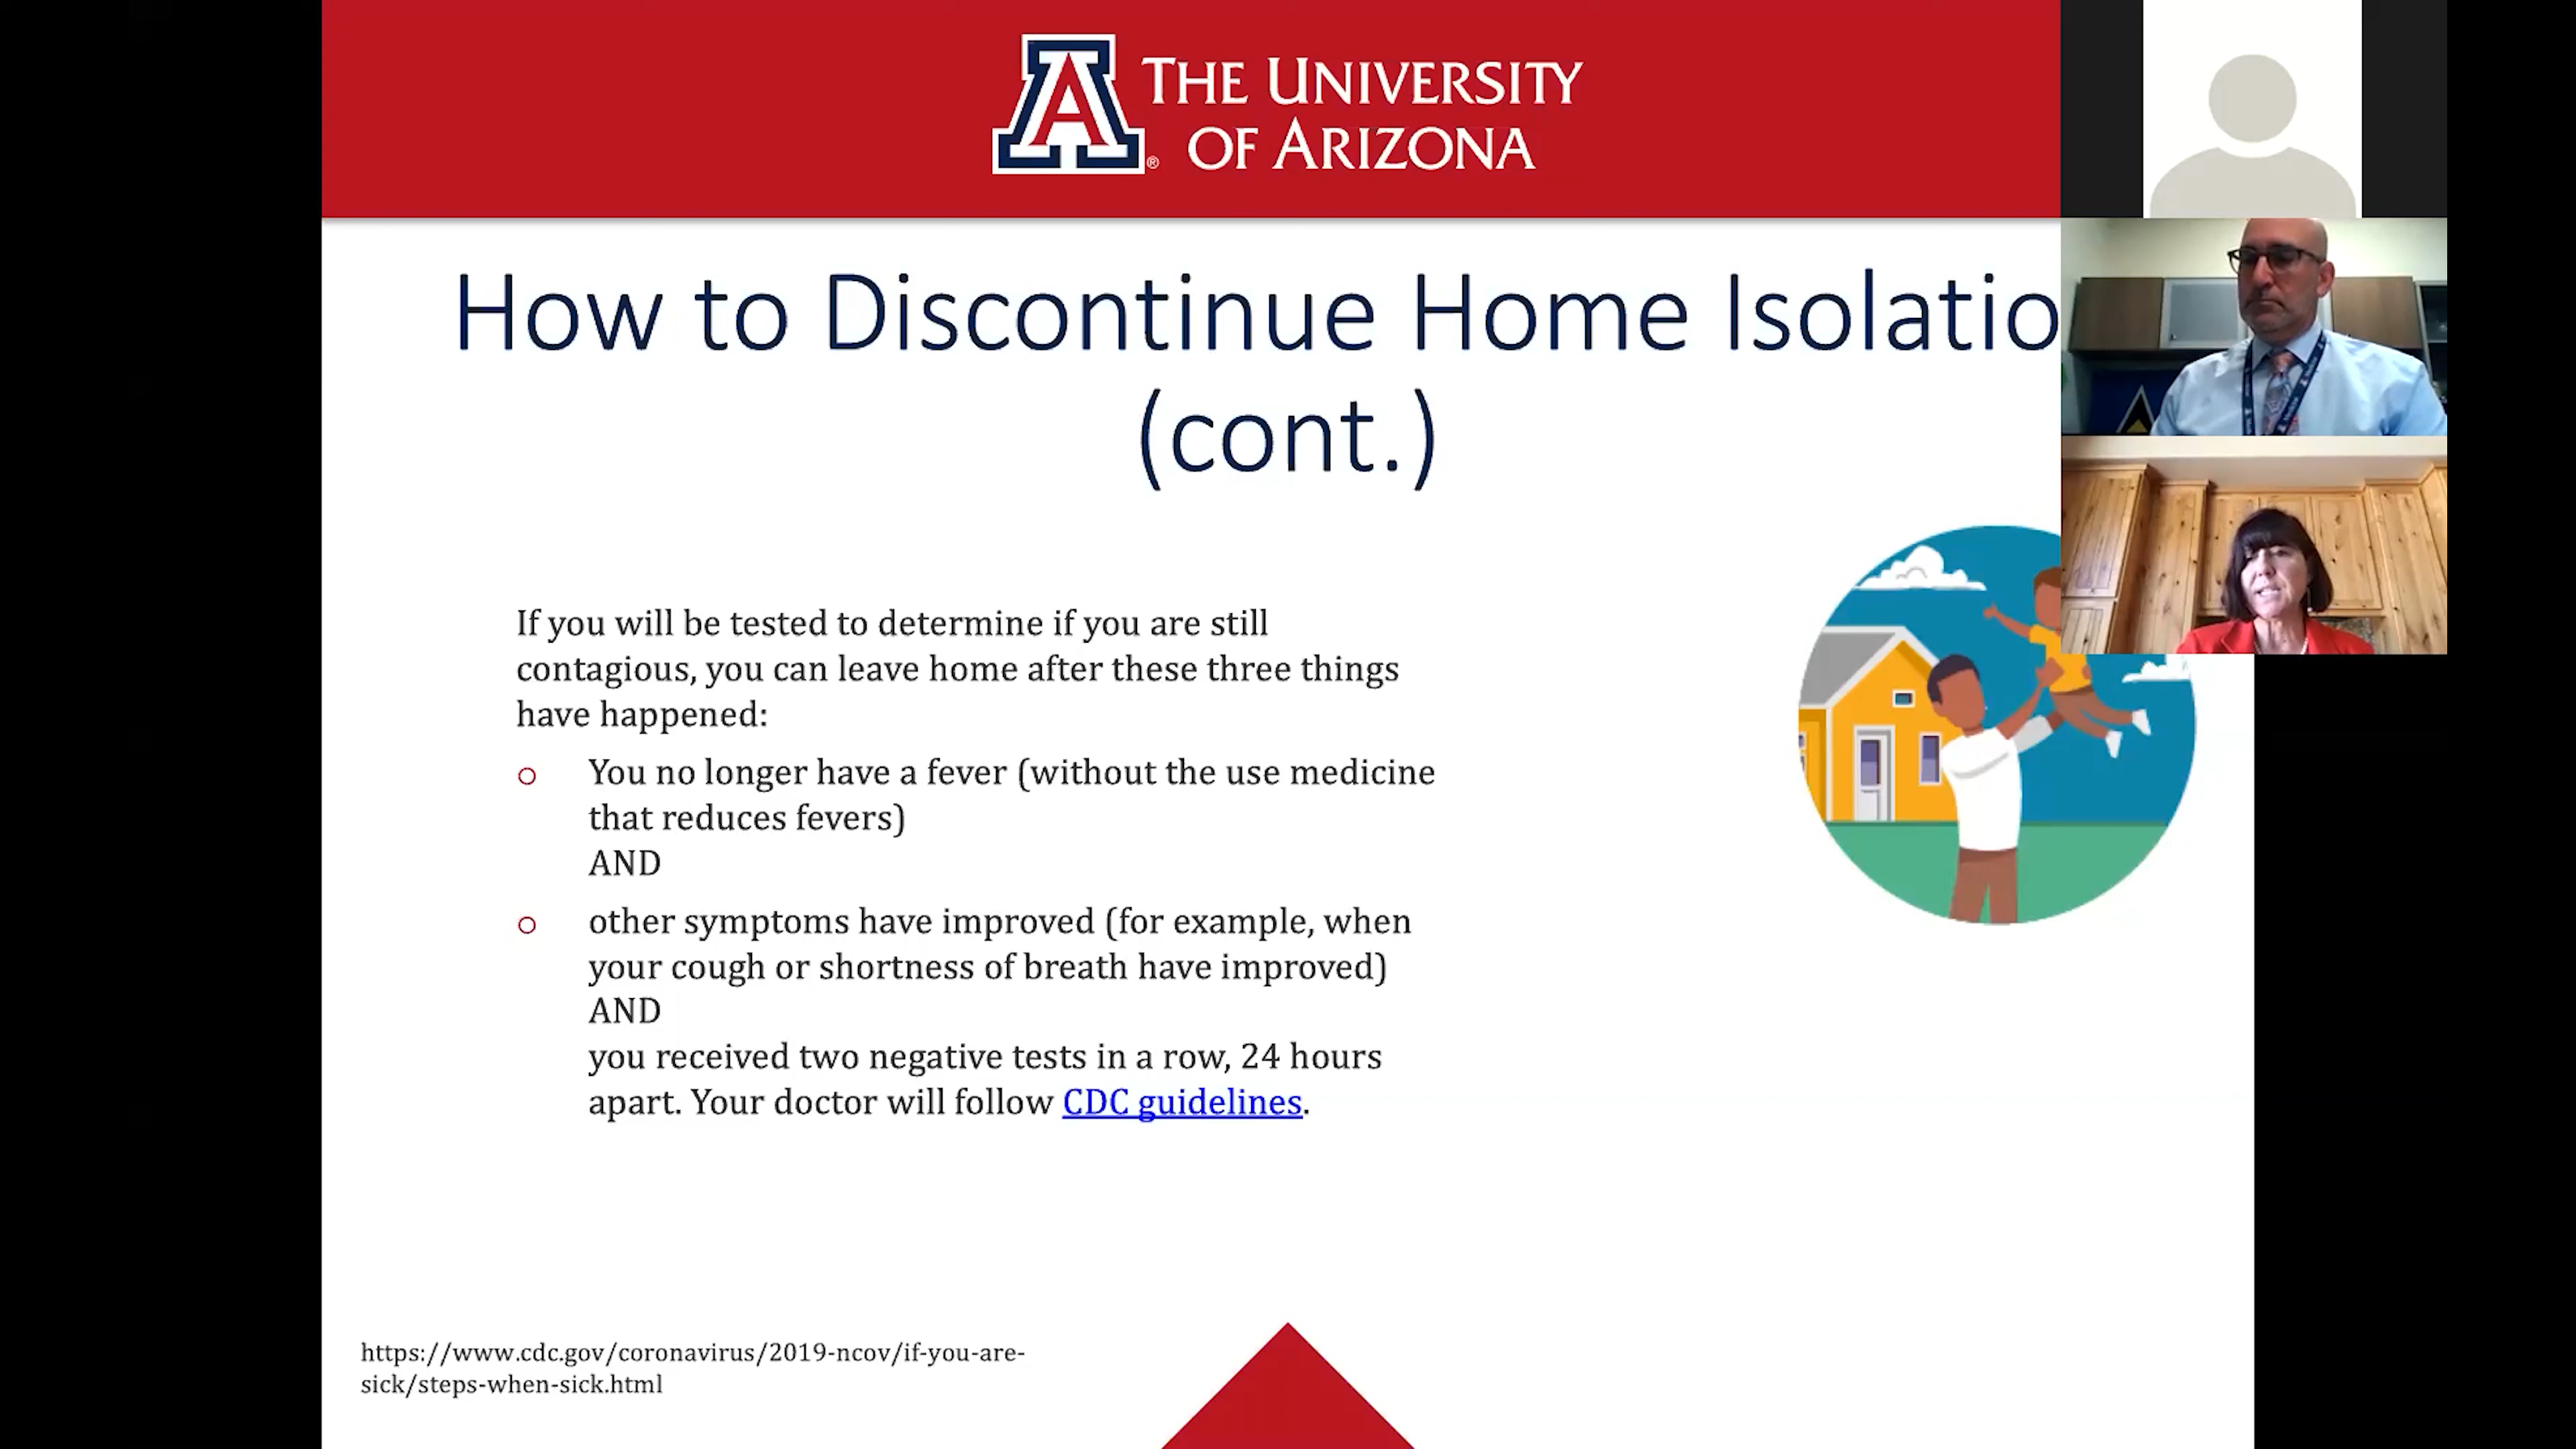 THE UNIVERSITY
OF ARIZONA
How to Discontinue Home Isolatio
(cont.)
If you will be tested to determine if you are still
contagious, you can leave home after these three things
have happened:
You no longer have a fever (without the use medicine
that reduces fevers)
AND
other symptoms have improved (for example, when
your cough or shortness of breath have improved)
AND
you received two negative tests in a row, 24 hours
apart. Your doctor will follow CDC guidelines.
https://www.cdc.gov/coronavirus/2019-ncov/if-you-are-
sick/steps-when-sick.html